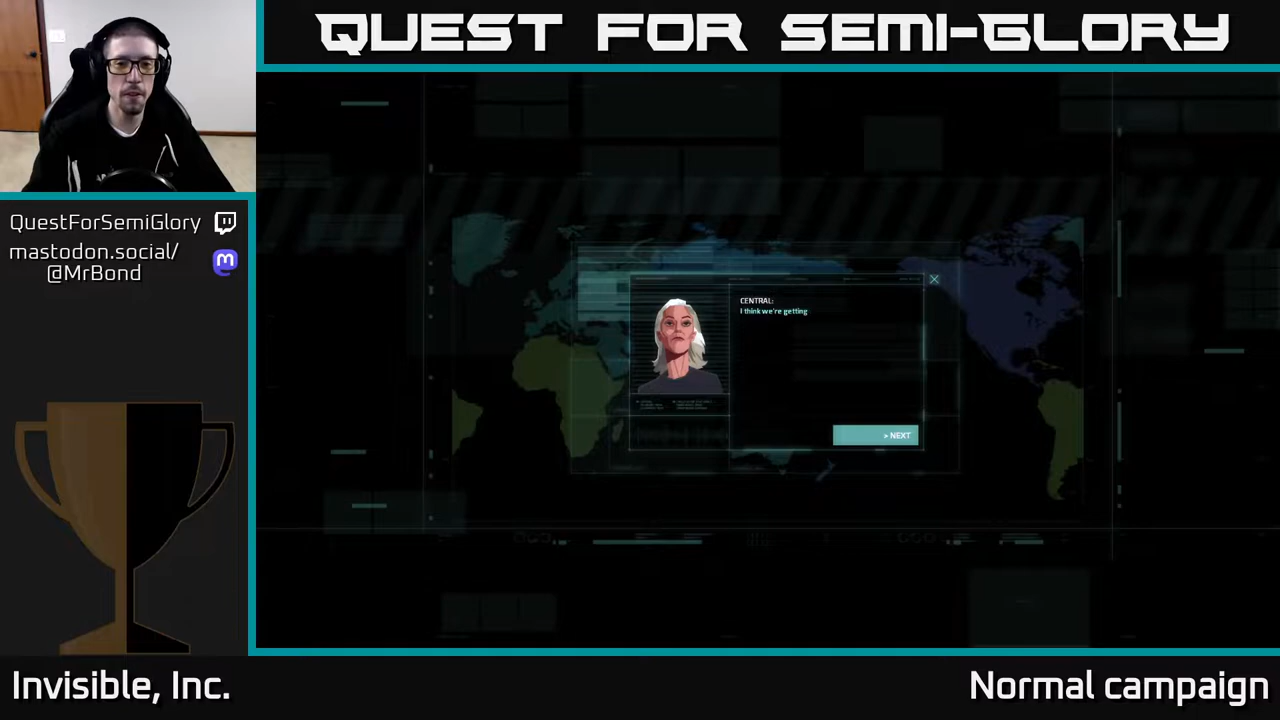 QUEST FOR SEMI-GLORY
QuestForSemiGlory
mastodon.social/
@MrBond
CENTRAL:
I think we're getting
> NEXT
Invisible, Inc.
Normal campaign